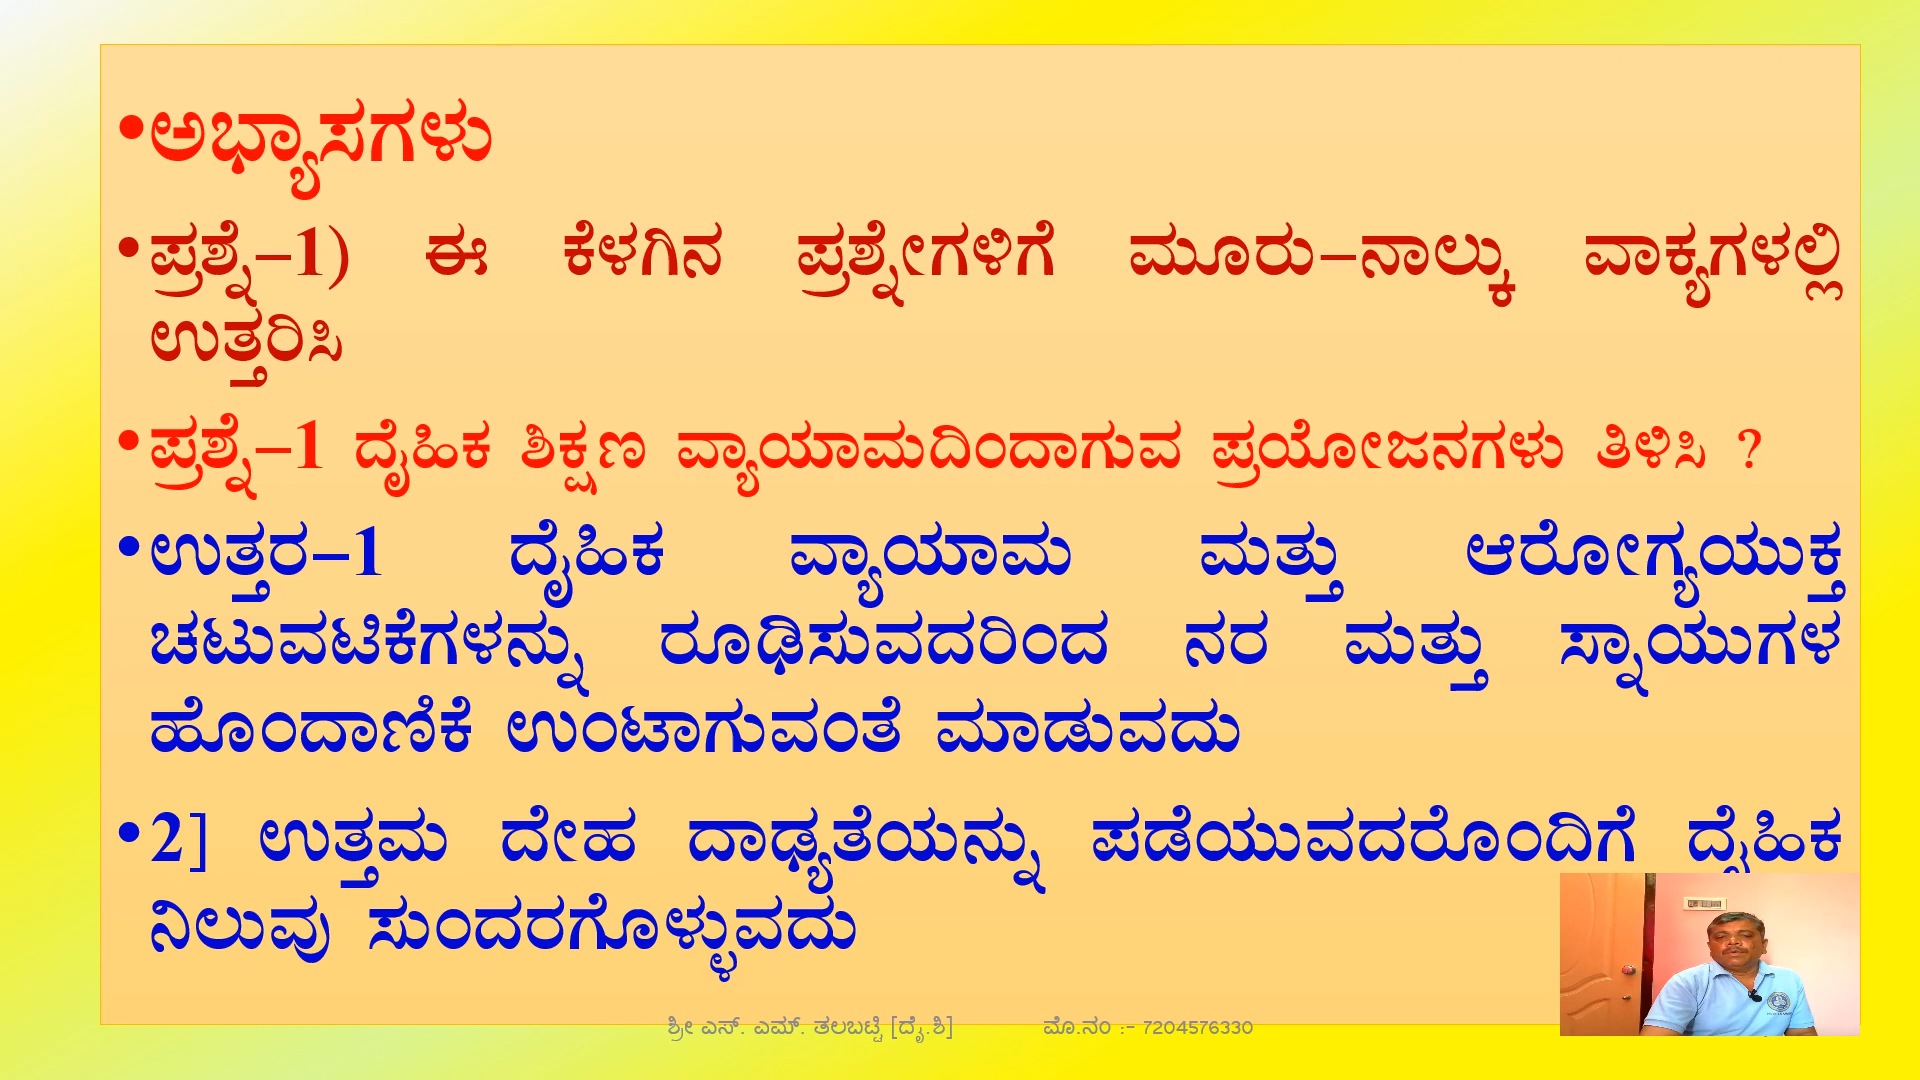 •ಅಭ್ಯಾಸಗಳು
•ಪ್ರಶ್ನೆ–1) ಈ ಕೆಳಗಿನ ಪ್ರಶ್ನೇಗಳಿಗೆ ಮೂರು–ನಾಲ್ಕು ವಾಕ್ಯಗಳಲ್ಲಿ
ಉತ್ತರಿಸಿ
•ಪ್ರಶ್ನೆ–1 ದೈಹಿಕ ಶಿಕ್ಷಣ ವ್ಯಾಯಾಮದಿಂದಾಗುವ ಪ್ರಯೋಜನಗಳು ತಿಳಿಸಿ ?
•ಉತ್ತರ–1 ದೈಹಿಕ ವ್ಯಾಯಾಮ ಮತ್ತು ಆರೋಗ್ಯಯುಕ್ತ
ಚಟುವಟಿಕೆಗಳನ್ನು ರೂಢಿಸುವದರಿಂದ ನರ ಮತ್ತು ಸ್ನಾಯುಗಳ
ಹೊಂದಾಣಿಕೆ ಉಂಟಾಗುವಂತೆ ಮಾಡುವದು
•2] ಉತ್ತಮ ದೇಹ ದಾಢ್ಯತೆಯನ್ನು ಪಡೆಯುವದರೊಂದಿಗೆ ದೈಹಿಕ
ನಿಲುವು ಸುಂದರಗೊಳ್ಳುವದು
ಶ್ರೀ ಎಸ್. ಎಮ್. ತಲಬಟ್ಟಿ [ದೈ.ಶಿ] ಮೊ.ನಂ :- 7204576330